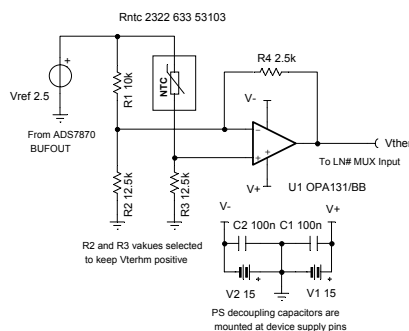 Rntc 2322 633 53103
R1 10k
NTC
R4 2.5k
Vref 2.5
V-
From ADS7870
BUFOUT
Vther
To LN# MUX Input
V+
U1 OPA131/BB
R2 12.5k
R3 12.5k
V-
V+
C2 100n
C1 100n
R2 and R3 vakues selected
to keep Vterhm positive
V2 15
V1 15
PS decoupling capacitors are
mounted at device supply pins